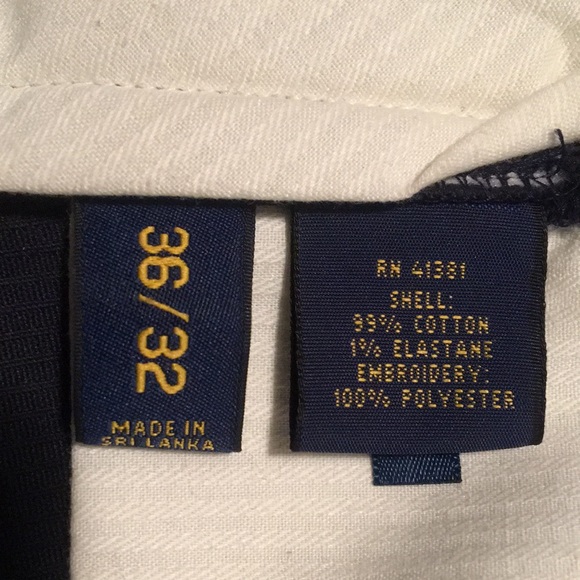 36/32
MADE IN
SRI LANKA
RN 41381
SHELL:
99% COTTON
1% ELASTANE
EMBROIDERY:
100% POLYESTER